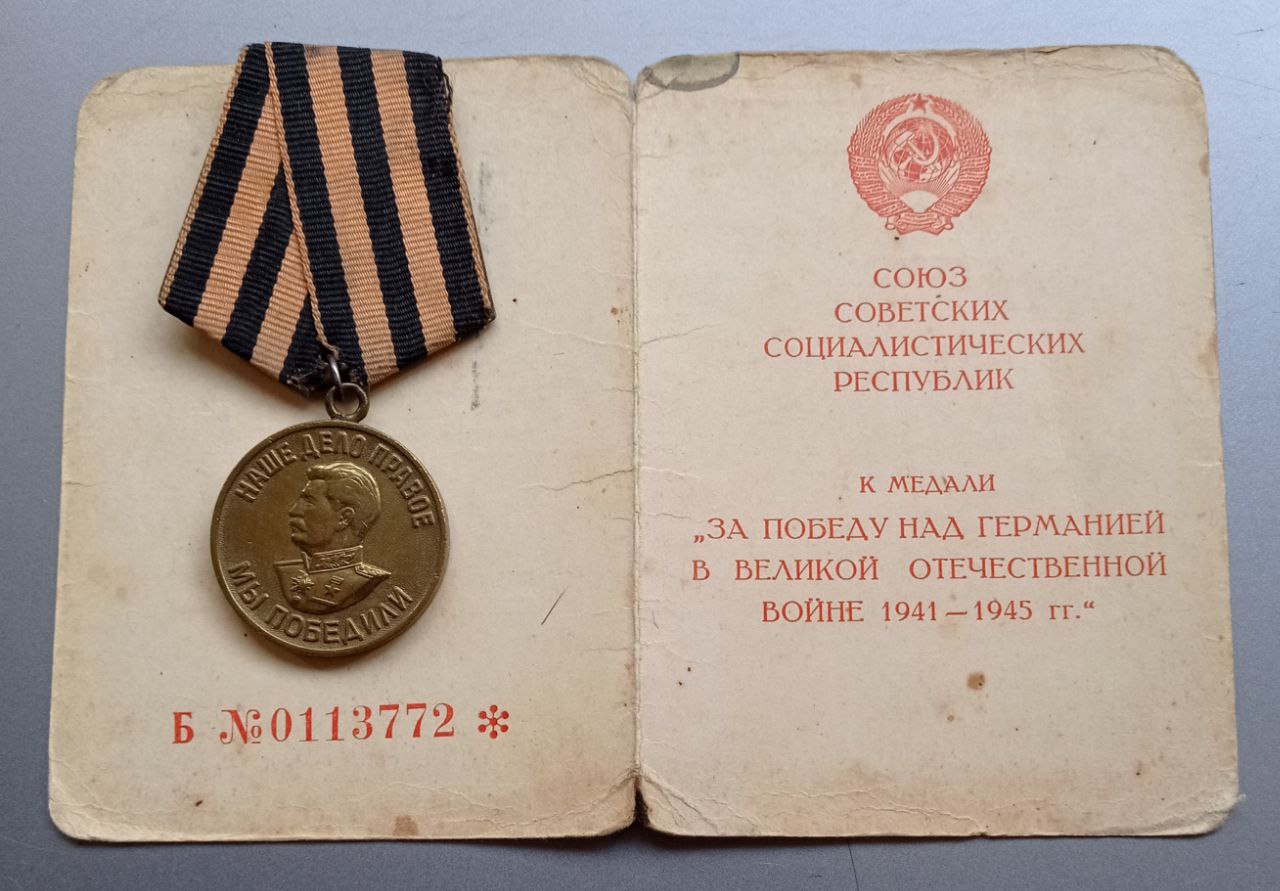 НАШЕ ДЕЛО ПРАВОЕ
МЫ ПОБЕДИЛИ
Б №0113772 *
СОЮЗ
СОВЕТСКИХ
СОЦИАЛИСТИЧЕСКИХ
РЕСПУБЛИК
К МЕДАЛИ
„ЗА ПОБЕДУ НАД ГЕРМАНИЕЙ
В ВЕЛИКОЙ ОТЕЧЕСТВЕННОЙ
ВОЙНЕ 1941 — 1945 гг.“